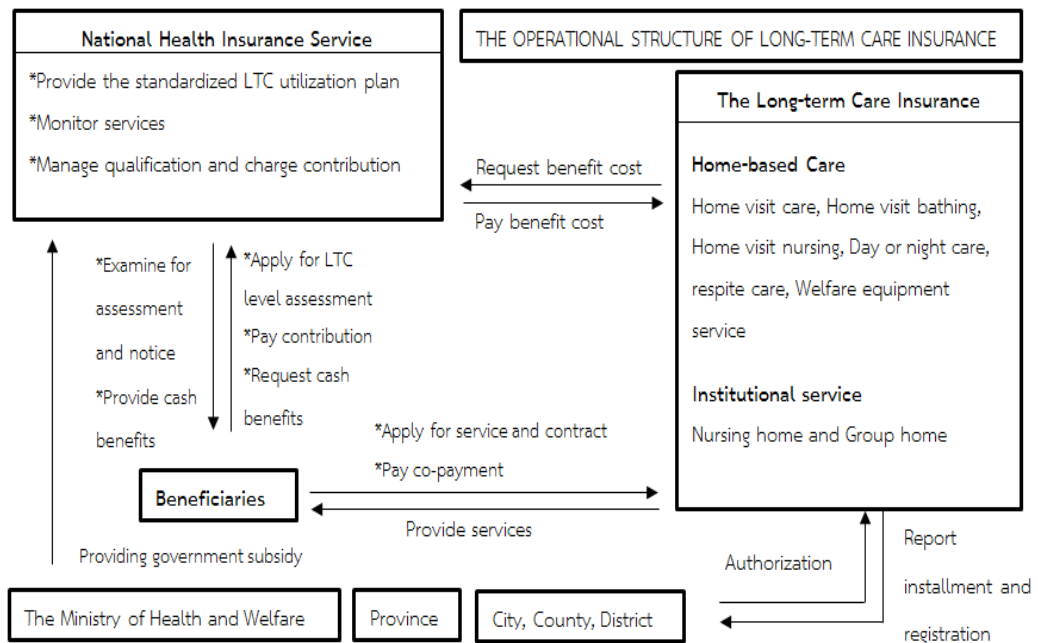 National Health Insurance Service
*Provide the standardized LTC utilization plan
*Monitor services
*Manage qualification and charge contribution
THE OPERATIONAL STRUCTURE OF LONG-TERM CARE INSURANCE
The Long-term Care Insurance
Home-based Care
Home visit care, Home visit bathing,
Home visit nursing, Day or night care,
respite care, Welfare equipment
service
Institutional service
Nursing home and Group home
Request benefit cost
Pay benefit cost
*Examine for
assessment
and notice
*Provide cash
benefits
*Apply for LTC
level assessment
*Pay contribution
*Request cash
benefits
*Apply for service and contract
*Pay co-payment
Beneficiaries
Provide services
Providing government subsidy
Authorization
Report
installment and
registration
The Ministry of Health and Welfare
Province
City, County, District